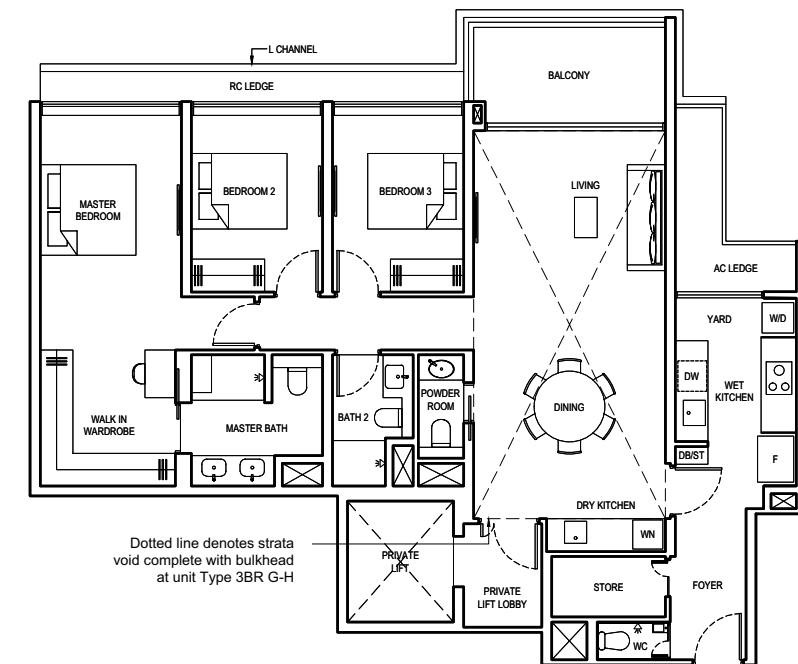 L CHANNEL
RC LEDGE
BALCONY
MASTER
BEDROOM
BEDROOM 2
BEDROOM 3
LIVING
AC LEDGE
YARD
W/D
DW
WET
KITCHEN
WALK IN
WARDROBE
MASTER BATH
BATH 2
POWDER
ROOM
DINING
DB/ST
F
DRY KITCHEN
WN
Dotted line denotes strata
void complete with bulkhead
at unit Type 3BR G-H
PRIVATE
LIFT
PRIVATE
LIFT LOBBY
STORE
FOYER
WC